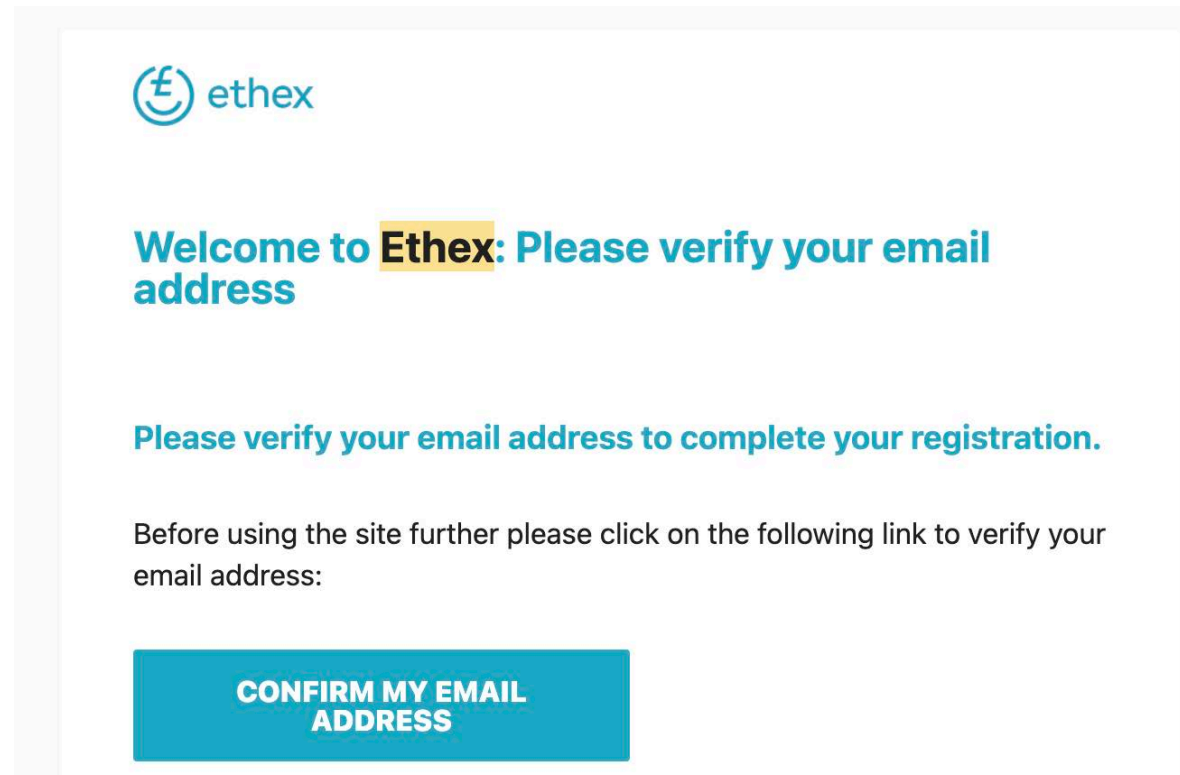 ethex
Welcome to Ethex: Please verify your email
address
Please verify your email address to complete your registration.
Before using the site further please click on the following link to verify your
email address:
CONFIRM MY EMAIL
ADDRESS